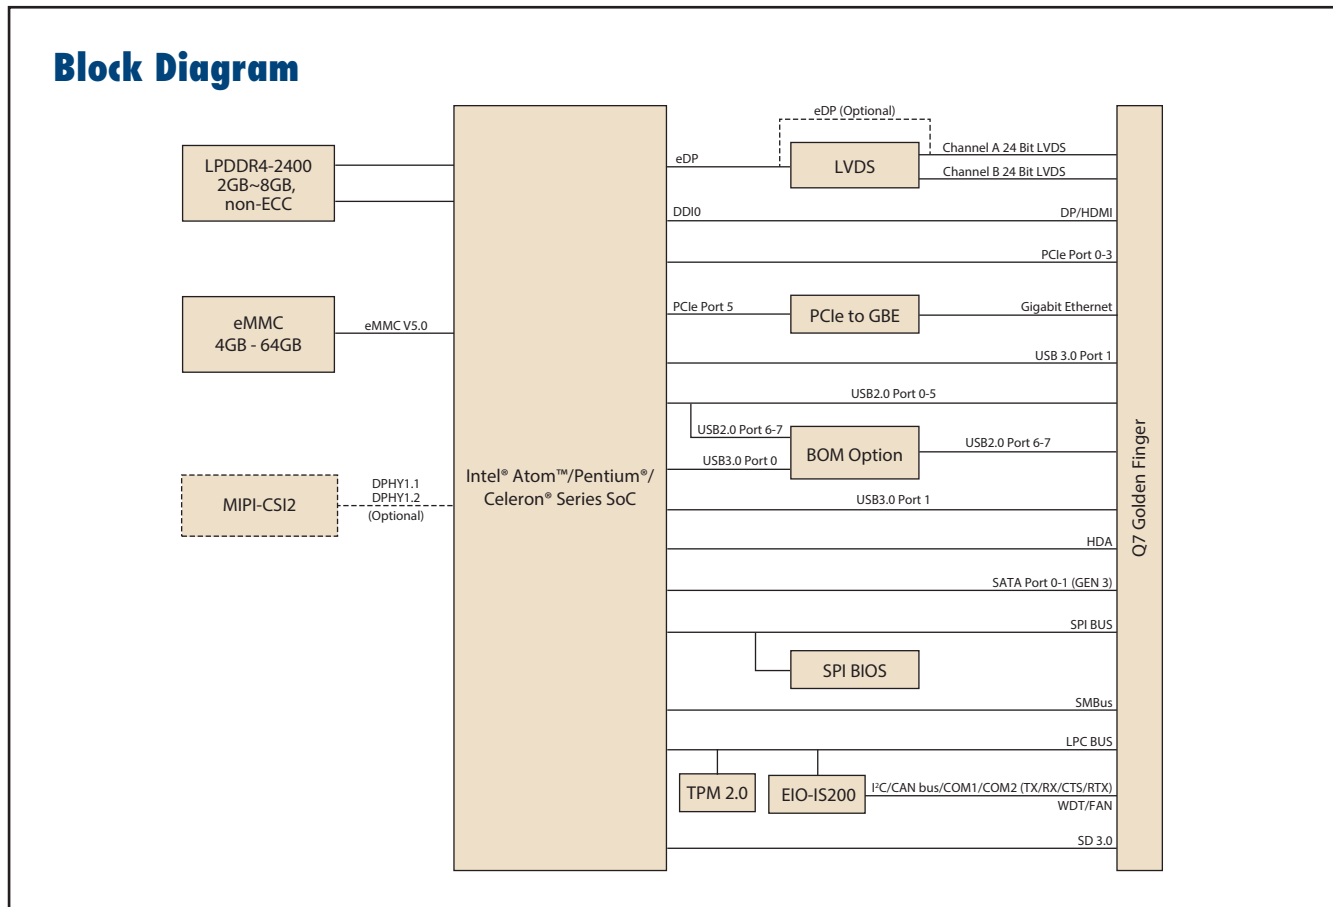 Block Diagram
LPDDR4-2400
2GB~8GB,
non-ECC
eMMC
4GB - 64GB
eMMC V5.0
MIPI-CSI2
DPHY1.1
DPHY1.2
(Optional)
Intel® Atom™/Pentium®/
Celeron® Series SoC
eDP (Optional)
eDP
LVDS
Channel A 24 Bit LVDS
Channel B 24 Bit LVDS
DDI0
DP/HDMI
PCIe Port 0-3
PCIe Port 5
PCIe to GBE
Gigabit Ethernet
USB 3.0 Port 1
USB2.0 Port 0-5
USB2.0 Port 6-7
USB3.0 Port 0
BOM Option
USB2.0 Port 6-7
USB3.0 Port 1
HDA
SATA Port 0-1 (GEN 3)
SPI BUS
SPI BIOS
SMBus
LPC BUS
TPM 2.0
EIO-IS200
I²C/CAN bus/COM1/COM2 (TX/RX/CTS/RTX)
WDT/FAN
SD 3.0
Q7 Golden Finger